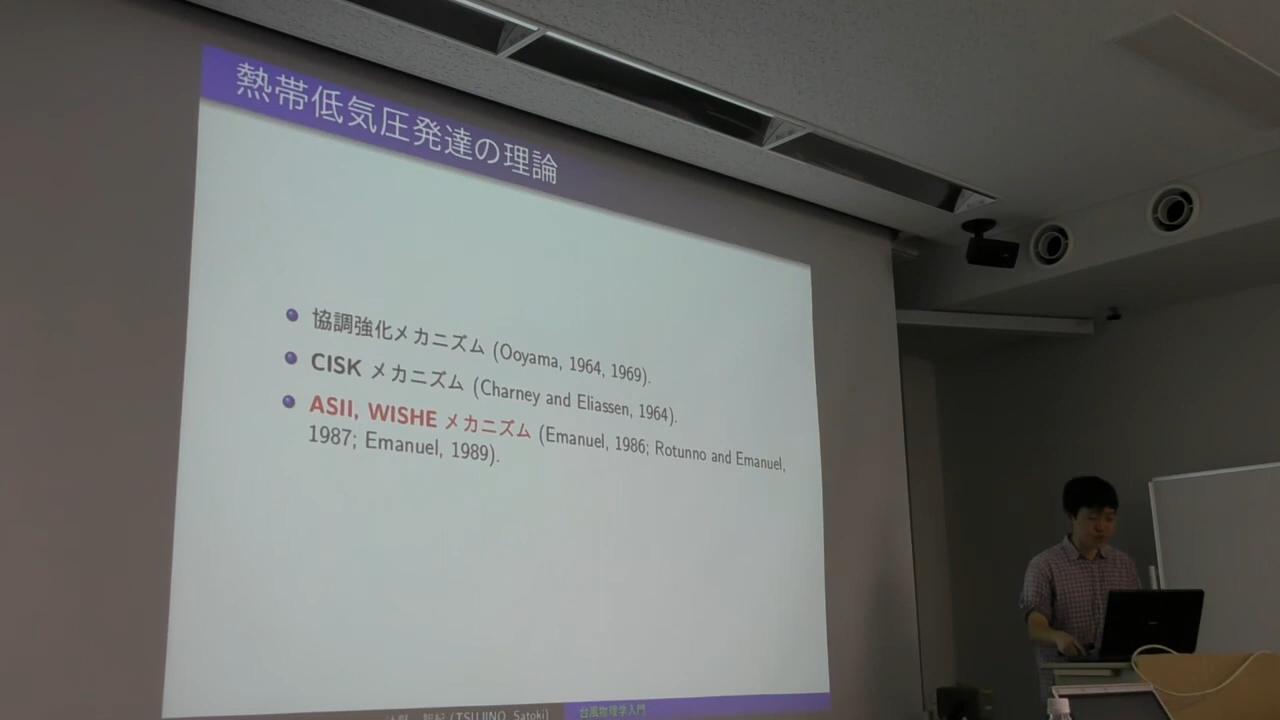 熱帯低気圧発達の理論
協調強化メカニズム (Ooyama, 1964, 1969).
CISK メカニズム (Charney and Eliassen, 1964).
ASII, WISHE メカニズム (Emanuel, 1986; Rotunno and Emanuel,
1987; Emanuel, 1989).
智紀 (TSUJINO, Satoki)
台風物理学入門